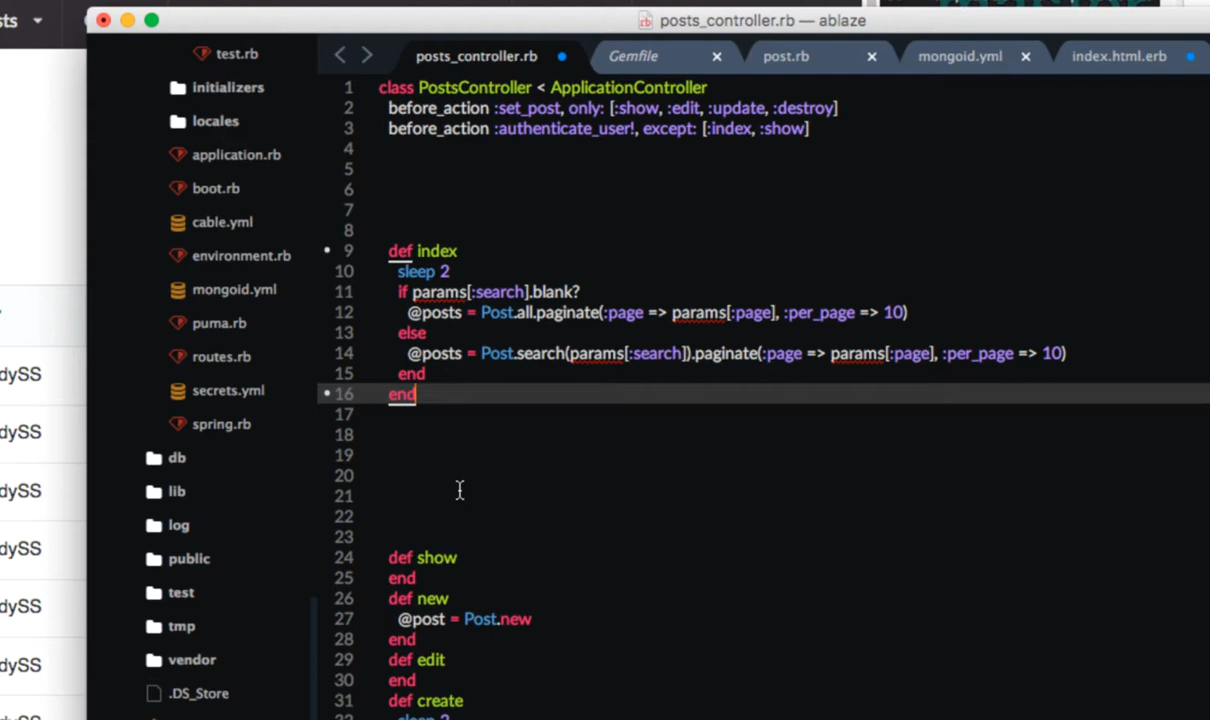 sts
posts_controller.rb — ablaze
test.rb
initializers
locales
application.rb
boot.rb
cable.yml
environment.rb
mongoid.yml
puma.rb
routes.rb
secrets.yml
spring.rb
db
lib
log
public
test
tmp
vendor
.DS_Store
dySS
dySS
dySS
dySS
dySS
dySS
posts_controller.rb
Gemfile
post.rb
mongoid.yml
index.html.erb
1 class PostsController < ApplicationController
2 before_action :set_post, only: [:show, :edit, :update, :destroy]
3 before_action :authenticate_user!, except: [:index, :show]
4
5
6
7
8
9 def index
10 sleep 2
11 if params[:search].blank?
12 @posts = Post.all.paginate(:page => params[:page], :per_page => 10)
13 else
14 @posts = Post.search(params[:search]).paginate(:page => params[:page], :per_page => 10)
15 end
16 end
17
18
19
20
21
22
23
24 def show
25 end
26 def new
27 @post = Post.new
28 end
29 def edit
30 end
31 def create